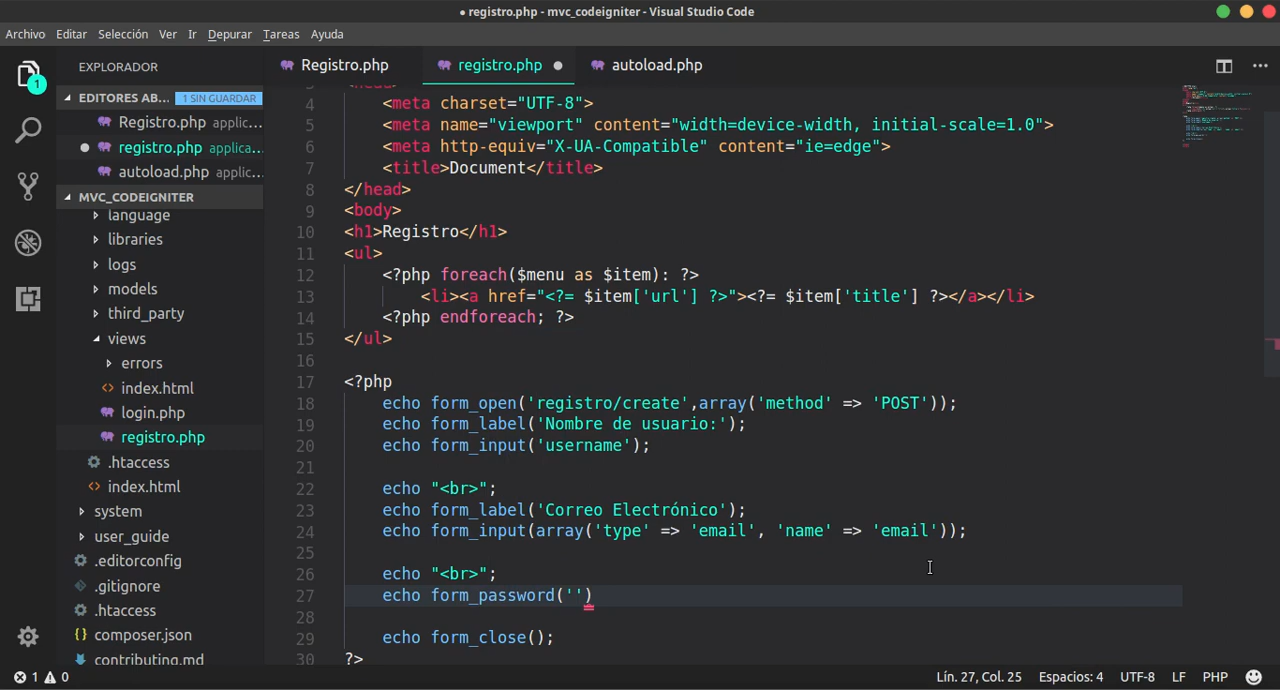 ● registro.php - mvc_codeigniter - Visual Studio Code
Archivo Editar Selección Ver Ir Depurar Tareas Ayuda
EXPLORADOR
1
EDITORES AB... 1 SIN GUARDAR
Registro.php applic...
● registro.php applica...
autoload.php applic...
MVC_CODEIGNITER
language
libraries
logs
models
third_party
views
errors
index.html
login.php
registro.php
.htaccess
index.html
system
user_guide
.editorconfig
.gitignore
.htaccess
composer.json
contributing.md
Registro.php registro.php ● autoload.php
3 <head>
4 <meta charset="UTF-8">
5 <meta name="viewport" content="width=device-width, initial-scale=1.0">
6 <meta http-equiv="X-UA-Compatible" content="ie=edge">
7 <title>Document</title>
8 </head>
9 <body>
10 <h1>Registro</h1>
11 <ul>
12 <?php foreach($menu as $item): ?>
13 <li><a href="<?= $item['url'] ?>"><?= $item['title'] ?></a></li>
14 <?php endforeach; ?>
15 </ul>
16
17 <?php
18 echo form_open('registro/create',array('method' => 'POST'));
19 echo form_label('Nombre de usuario:');
20 echo form_input('username');
21
22 echo "<br>";
23 echo form_label('Correo Electrónico');
24 echo form_input(array('type' => 'email', 'name' => 'email'));
25
26 echo "<br>";
27 echo form_password('')
28
29 echo form_close();
30 ?>
1 0
Lín. 27, Col. 25 Espacios: 4 UTF-8 LF PHP